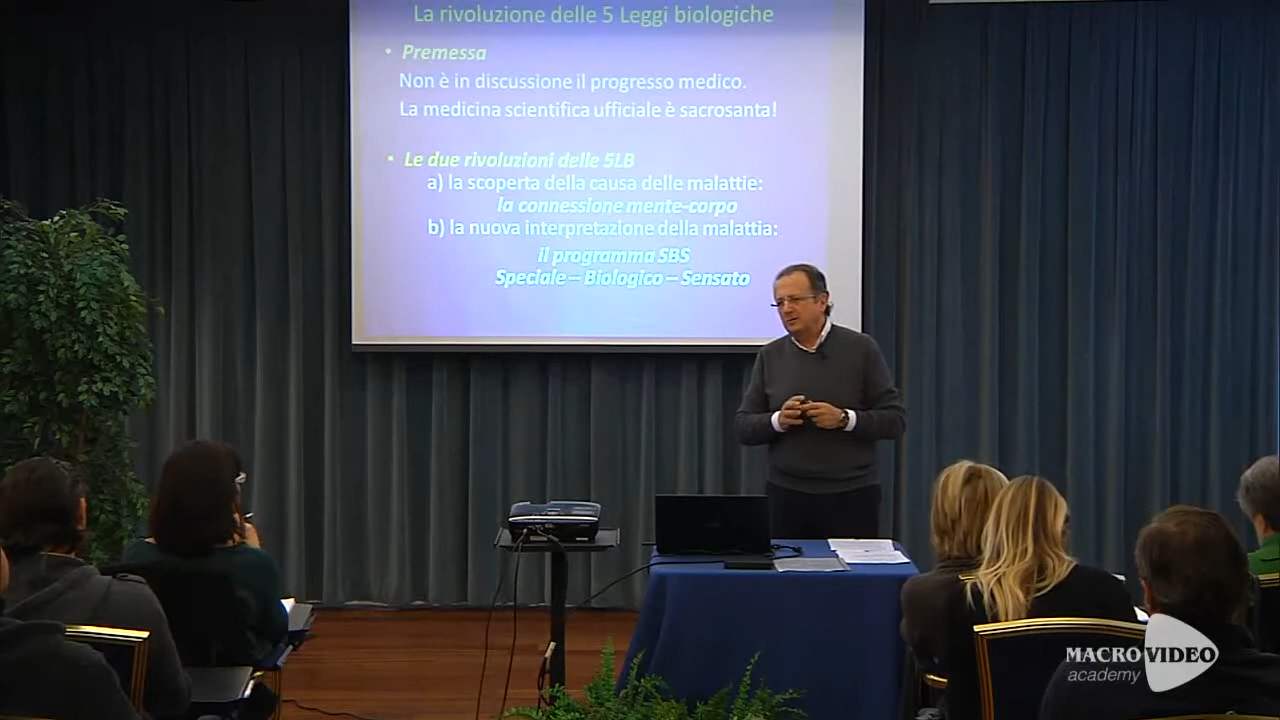 La rivoluzione delle 5 Leggi biologiche
• Premessa
Non è in discussione il progresso medico.
La medicina scientifica ufficiale è sacrosanta!
• Le due rivoluzioni delle 5LB
a) la scoperta della causa delle malattie:
la connessione mente-corpo
b) la nuova interpretazione della malattia:
il programma SBS
Speciale – Biologico – Sensato
MACROVIDEO
academy